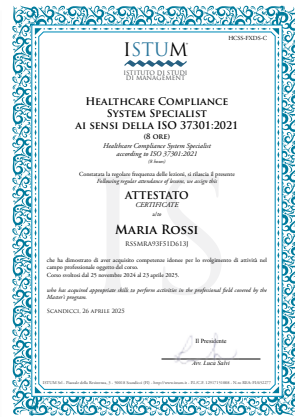 HCSS-FXDS-C
ISTUM
ISTITUTO DI STUDI
DI MANAGEMENT
HEALTHCARE COMPLIANCE
SYSTEM SPECIALIST
AI SENSI DELLA ISO 37301:2021
(8 ORE)
Healthcare Compliance System Specialist
according to ISO 37301:2021
(8 hours)
Constatata la regolare frequenza delle lezioni, si rilascia il presente
Following regular attendance of lessons, we assign this
ATTESTATO
CERTIFICATE
a/to
MARIA ROSSI
RSSMRA93F51D613J
che ha dimostrato di aver acquisito competenze idonee per lo svolgimento di attività nel
campo professionale oggetto del corso.
Corso svoltosi dal 25 novembre 2024 al 23 aprile 2025.
who has acquired appropriate skills to perform activities in the professional field covered by the
Master's program.
SCANDICCI, 26 APRILE 2025
Il Presidente
Avv. Luca Salvi